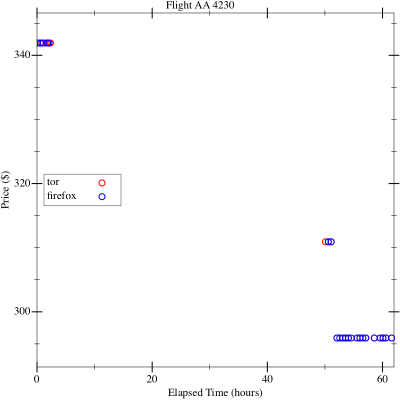 Flight AA 4230
340
320
300
Price ($)
tor
firefox
0
20
40
60
Elapsed Time (hours)